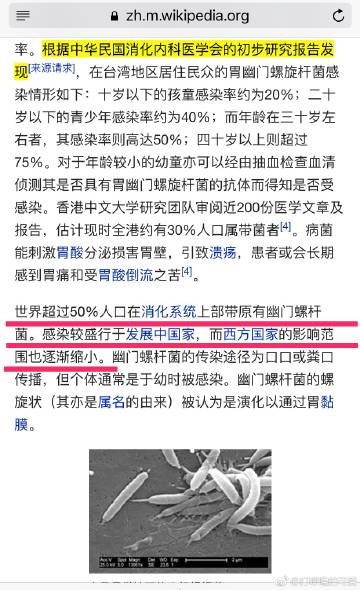 zh.m.wikipedia.org
率。根据中华民国消化内科医学会的初步研究报告发
现[来源请求]，在台湾地区居住民众的胃幽门螺旋杆菌感
染情形如下：十岁以下的孩童感染率约为20%；二十
岁以下的青少年感染率约为40%；而年龄在三十岁左
右者，其感染率则高达50%；四十岁以上则超过
75%。对于年龄较小的幼童亦可以经由抽血检查血清
侦测其是否具有胃幽门螺旋杆菌的抗体而得知是否受
感染。香港中文大学研究团队审阅近200份医学文章及
报告，估计现时全港约有30%人口属带菌者[4]。病菌
能刺激胃酸分泌损害胃壁，引致溃疡，患者或会长期
感到胃痛和受胃酸倒流之苦[4]。
世界超过50%人口在消化系统上部带原有幽门螺杆
菌。感染较盛行于发展中国家，而西方国家的影响范
围也逐渐缩小。幽门螺杆菌的传染途径为口口或粪口
传播，但个体通常是于幼时被感染。幽门螺杆菌的螺
旋状（其亦是属名的由来）被认为是演化以通过胃黏
膜。